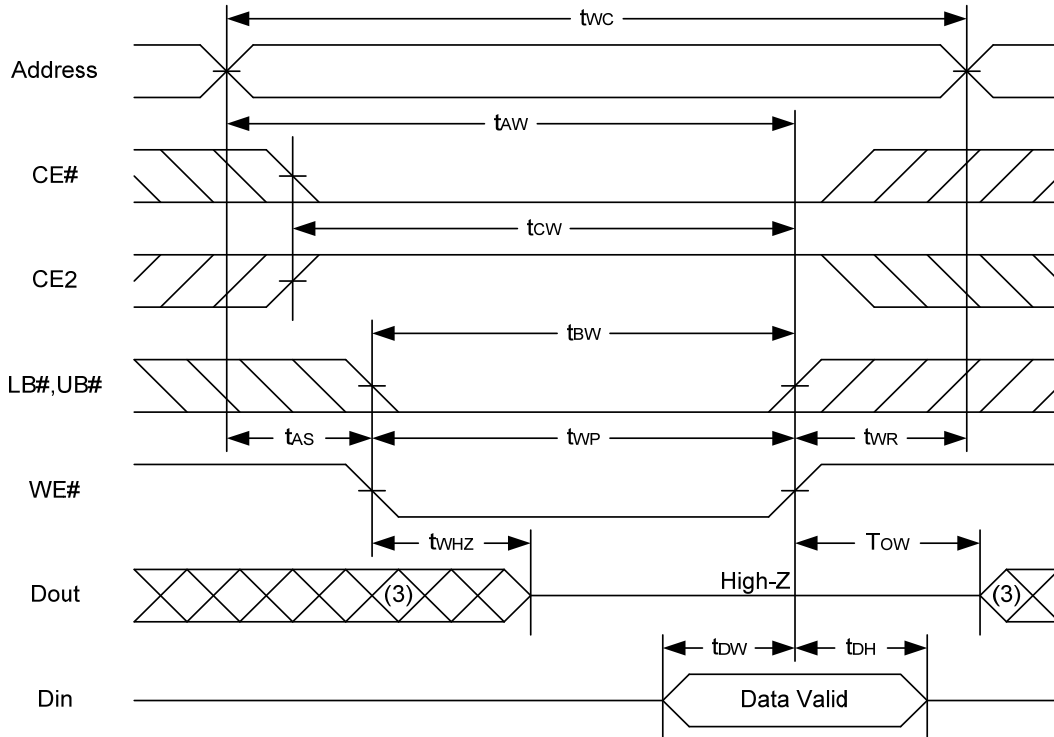 tWC
Address
tAW
CE#
tCW
CE2
tBW
LB#,UB#
tAS tWP tWR
WE#
tWHZ TOW
Dout (3) High-Z (3)
tDW tDH
Din Data Valid